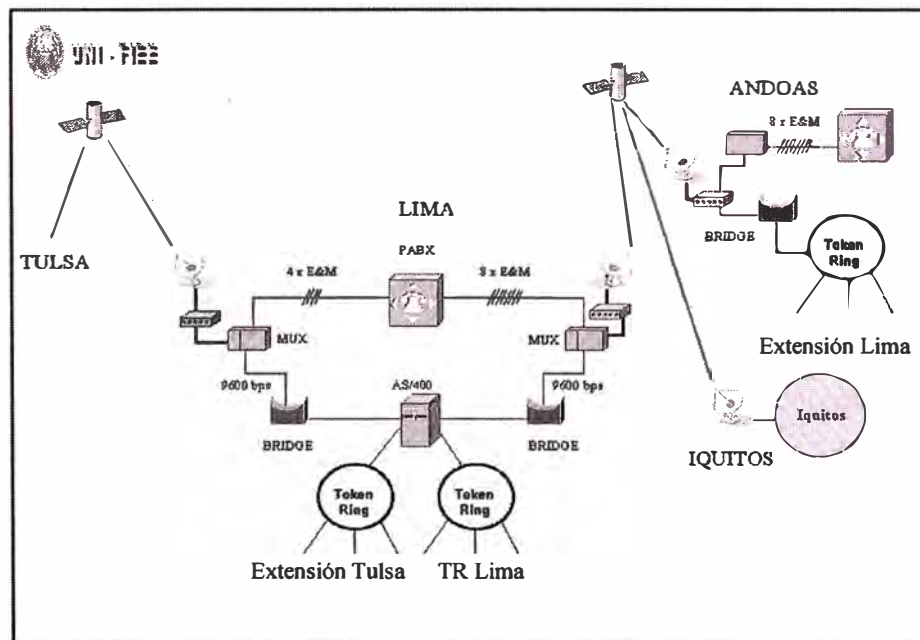 UNI - FIEE
ANDOAS
8 x E&M
LIMA
PABX
TULSA
4 x E&M
8 x E&M
BRIDGE
Token
Ring
MUX
MUX
Extensión Lima
9600 bps
AS/400
9600 bps
BRIDGE
BRIDGE
Iquitos
IQUITOS
Token
Ring
Token
Ring
Extensión Tulsa
TR Lima